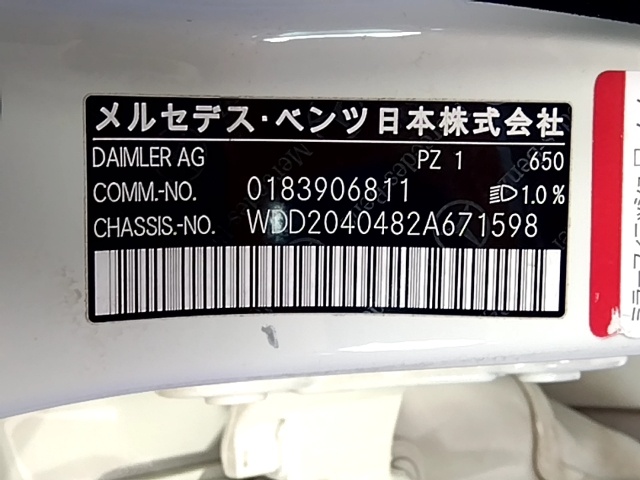 メルセデス・ベンツ日本株式会社
DAIMLER AG PZ 1 650
COMM.-NO. 0183906811 1.0%
CHASSIS.-NO. WDD2040482A671598